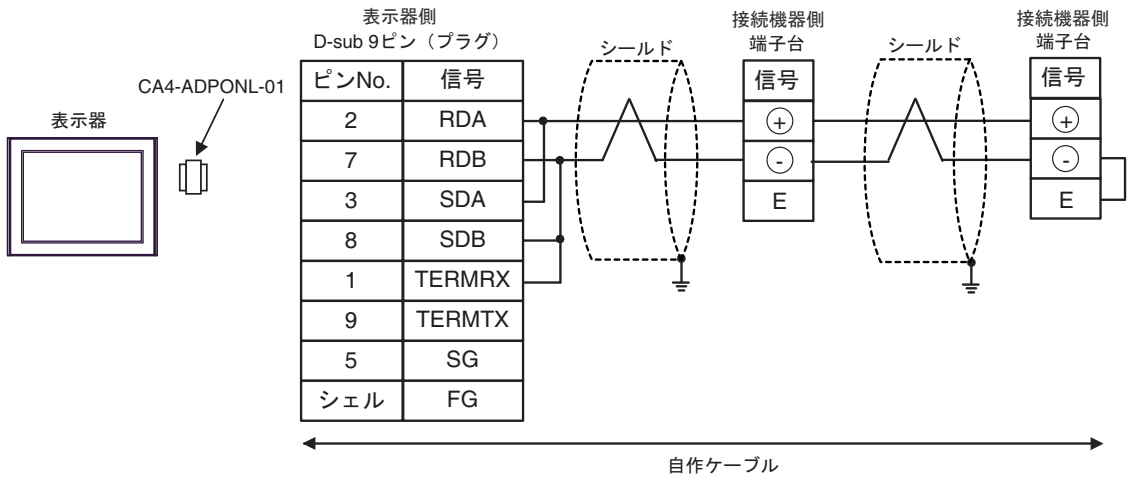 表示器側
D-sub 9ピン（プラグ）
接続機器側
端子台
接続機器側
端子台
シールド
シールド
CA4-ADPONL-01
表示器
ピンNo. 信号
2 RDA
7 RDB
3 SDA
8 SDB
1 TERMRX
9 TERMTX
5 SG
シェル FG
信号
+
-
E
信号
+
-
E
自作ケーブル